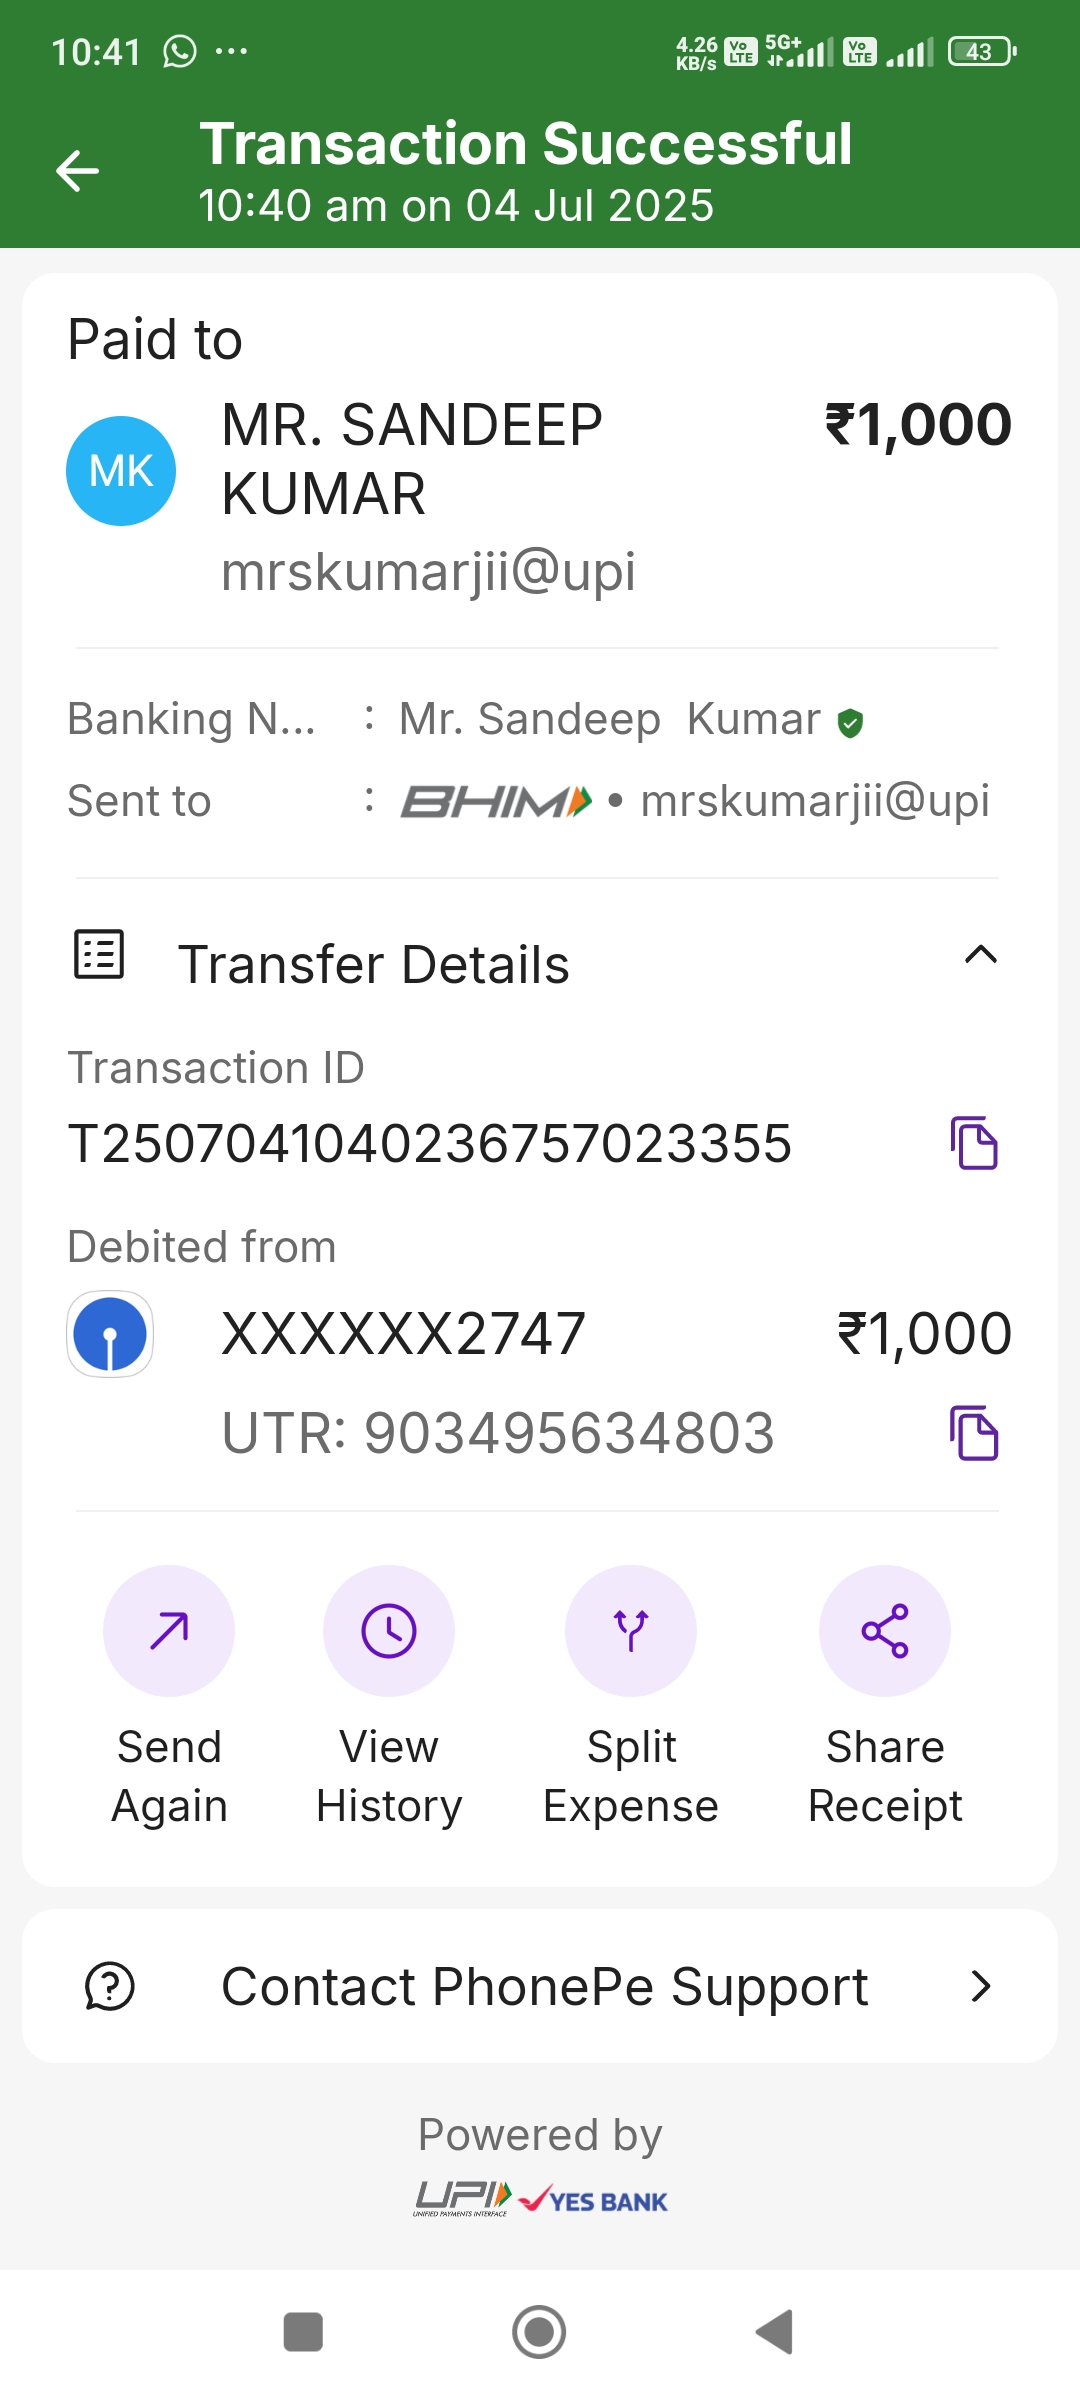 10:41
4.26 KB/s Vo LTE 5G+ Vo LTE 43
Transaction Successful
10:40 am on 04 Jul 2025
Paid to
MK
MR. SANDEEP KUMAR
₹1,000
mrskumarjii@upi
Banking N... : Mr. Sandeep Kumar
Sent to : BHIM • mrskumarjii@upi
Transfer Details
Transaction ID
T2507041040236757023355
Debited from
XXXXXX2747 ₹1,000
UTR: 903495634803
Send Again
View History
Split Expense
Share Receipt
Contact PhonePe Support
Powered by
UPI YES BANK
UNIFIED PAYMENTS INTERFACE